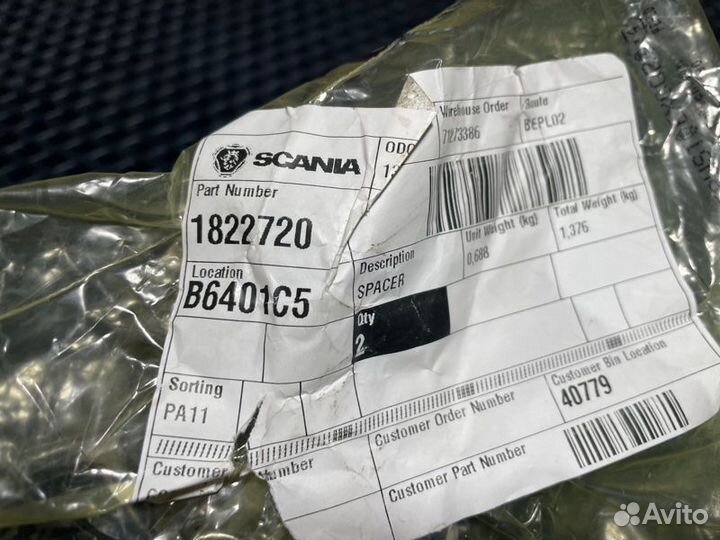 SCANIA
Part Number
1822720
Location
B6401C5
Sorting
PA11
Customer
Number
Warehouse Order
71273386
Route
BEPL02
Description
SPACER
Unit Weight (kg)
0,688
Total Weight (kg)
1,376
Qty
2
Customer Order Number
Customer Bin Location
40779
Customer Part Number
Avito